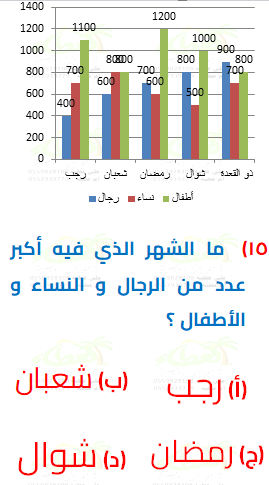 1400
1200
1000
800
600
400
200
0
400 700 1100
600 800 800
700 600 1200
800 500 1000
900 700 800
رجب شعبان رمضان شوال ذو القعدة
رجال نساء أطفال
١٥) ما الشهر الذي فيه أكبر
عدد من الرجال و النساء و
الأطفال ؟
(أ) رجب (ب) شعبان
(ج) رمضان (د) شوال